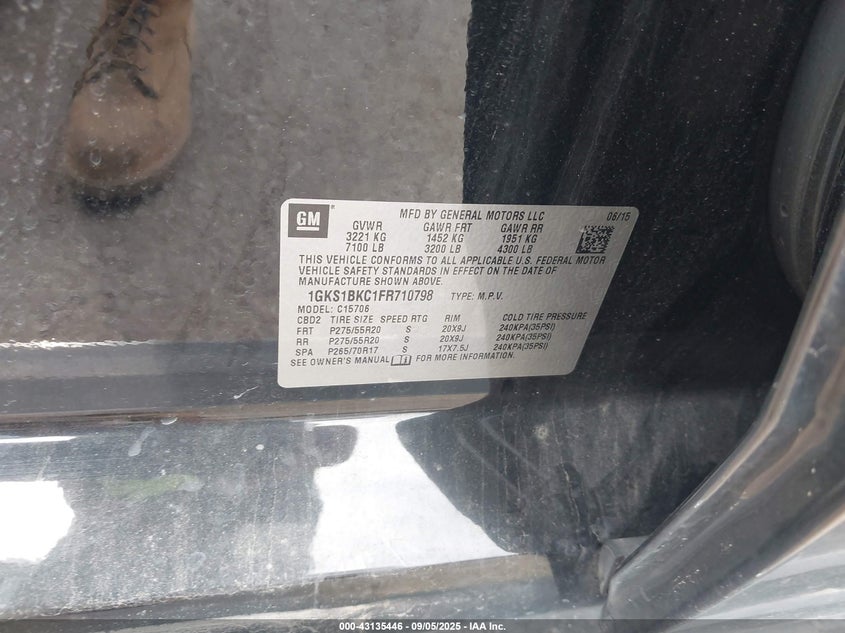 GM
MFD BY GENERAL MOTORS LLC 06/15
GVWR GAWR FRT GAWR RR
3221 KG 1452 KG 1951 KG
7100 LB 3200 LB 4300 LB
THIS VEHICLE CONFORMS TO ALL APPLICABLE U.S. FEDERAL MOTOR
VEHICLE SAFETY STANDARDS IN EFFECT ON THE DATE OF
MANUFACTURE SHOWN ABOVE.
1GKS1BKC1FR710798 TYPE: M.P.V.
MODEL: C15706
CBD2 TIRE SIZE SPEED RTG RIM COLD TIRE PRESSURE
FRT P275/55R20 S 20X9J 240KPA(35PSI)
RR P275/55R20 S 20X9J 240KPA(35PSI)
SPA P265/70R17 S 17X7.5J 240KPA(35PSI)
SEE OWNER'S MANUAL FOR MORE INFORMATION.
000-43135446 - 09/05/2025 - IAA Inc.